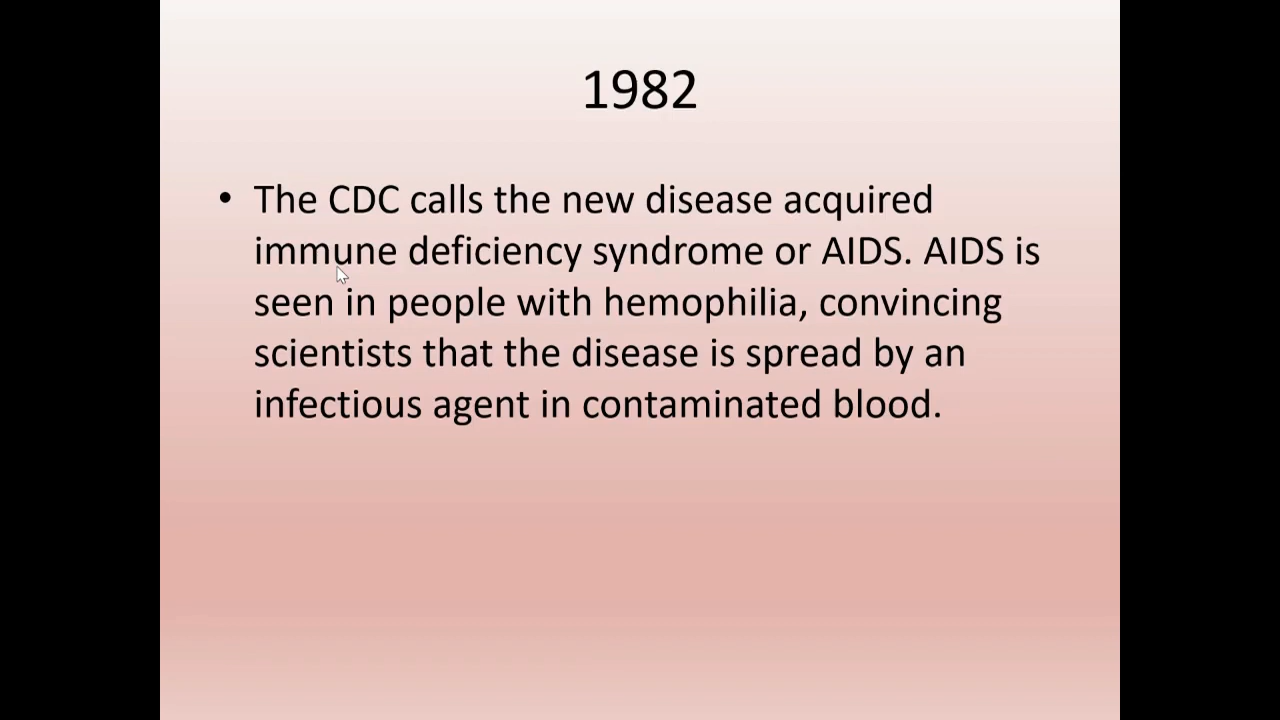 1982
• The CDC calls the new disease acquired
immune deficiency syndrome or AIDS. AIDS is
seen in people with hemophilia, convincing
scientists that the disease is spread by an
infectious agent in contaminated blood.